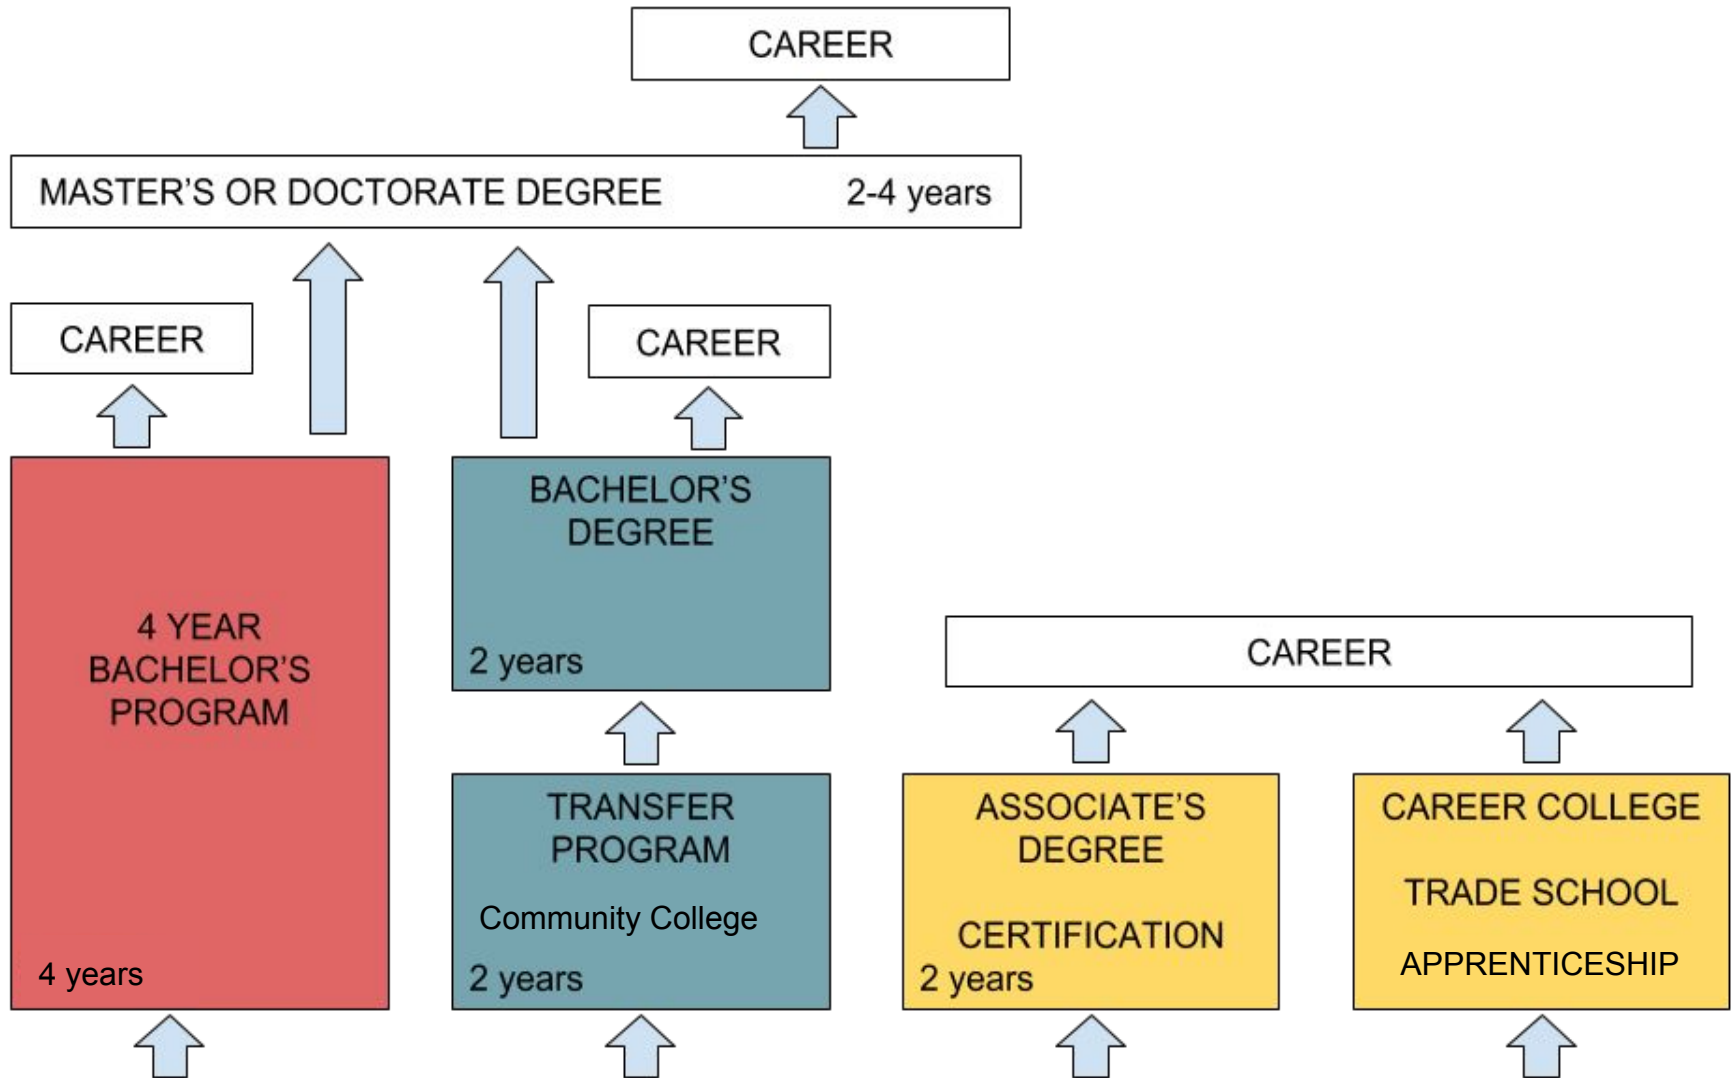 CAREER
MASTER'S OR DOCTORATE DEGREE 2-4 years
CAREER
CAREER
4 YEAR
BACHELOR'S
PROGRAM
4 years
BACHELOR'S
DEGREE
2 years
TRANSFER
PROGRAM
Community College
2 years
CAREER
ASSOCIATE'S
DEGREE
CERTIFICATION
2 years
CAREER COLLEGE
TRADE SCHOOL
APPRENTICESHIP